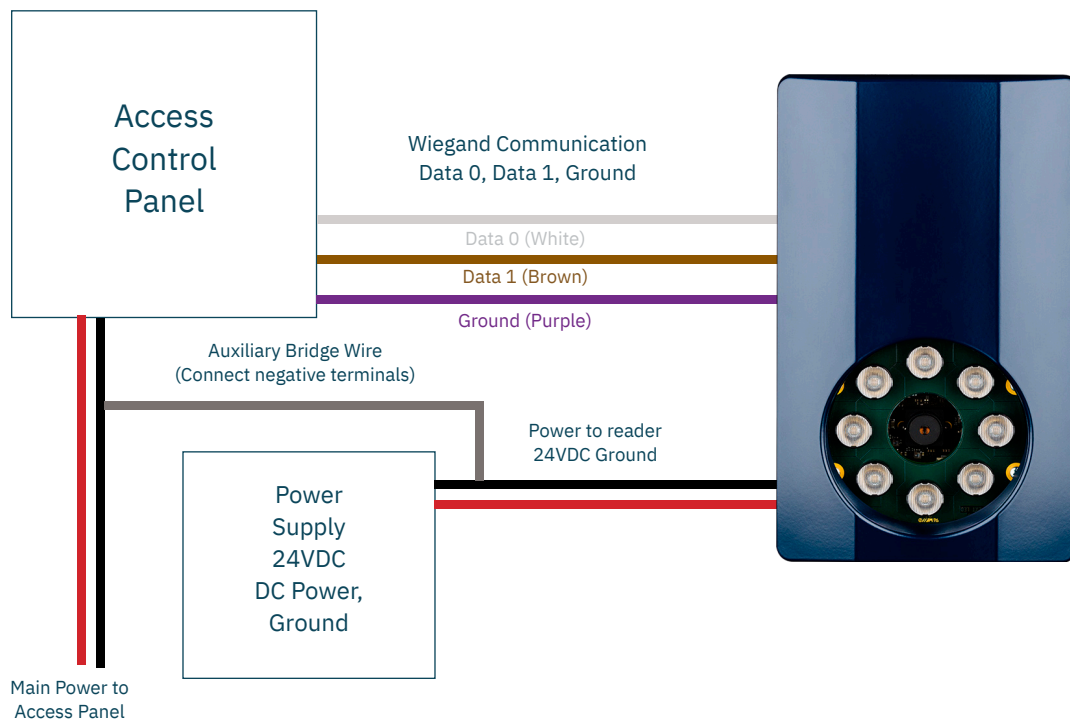 Access
Control
Panel
Wiegand Communication
Data 0, Data 1, Ground
Data 0 (White)
Data 1 (Brown)
Ground (Purple)
Auxiliary Bridge Wire
(Connect negative terminals)
Power to reader
24VDC Ground
Power
Supply
24VDC
DC Power,
Ground
Main Power to
Access Panel